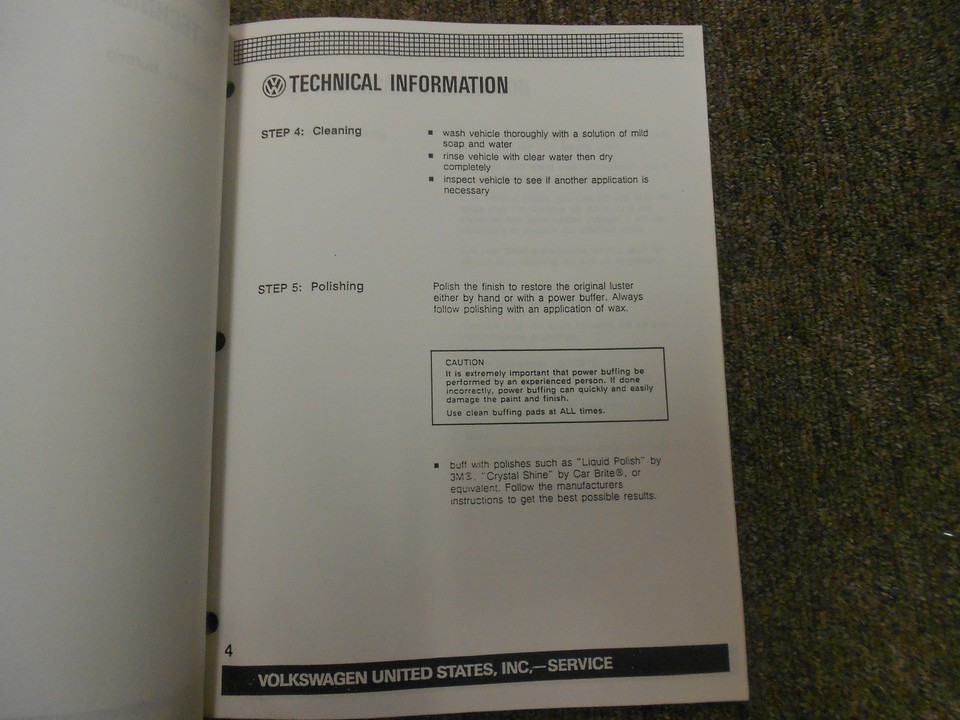 TECHNICAL INFORMATION
STEP 4: Cleaning
■ wash vehicle thoroughly with a solution of mild
soap and water
■ rinse vehicle with clear water then dry
completely
■ inspect vehicle to see if another application is
necessary
STEP 5: Polishing
Polish the finish to restore the original luster
either by hand or with a power buffer. Always
follow polishing with an application of wax.
CAUTION
It is extremely important that power buffing be
performed by an experienced person. If done
incorrectly, power buffing can quickly and easily
damage the paint and finish.
Use clean buffing pads at ALL times.
■ buff with polishes such as "Liquid Polish" by
3M®, "Crystal Shine" by Car Brite®, or
equivalent. Follow the manufacturers
instructions to get the best possible results.
4
VOLKSWAGEN UNITED STATES, INC,—SERVICE